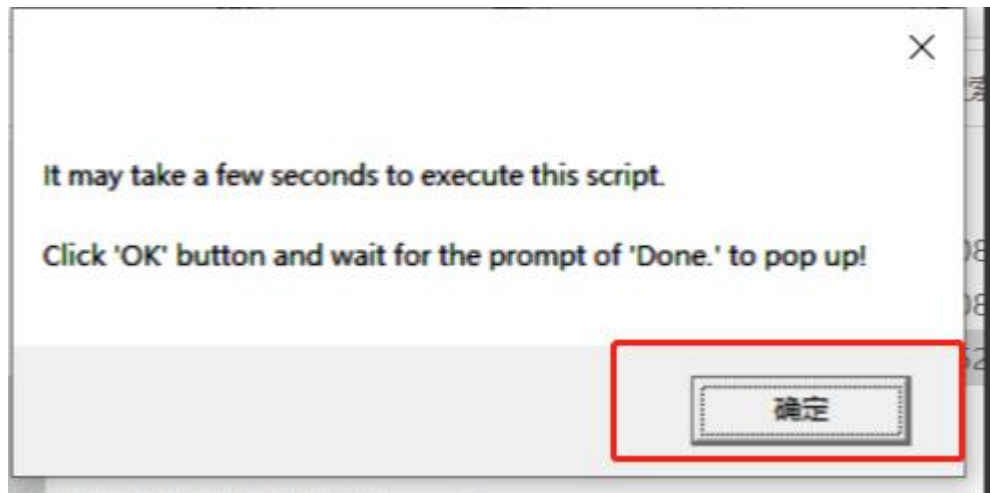 It may take a few seconds to execute this script.
Click 'OK' button and wait for the prompt of 'Done.' to pop up!
确定